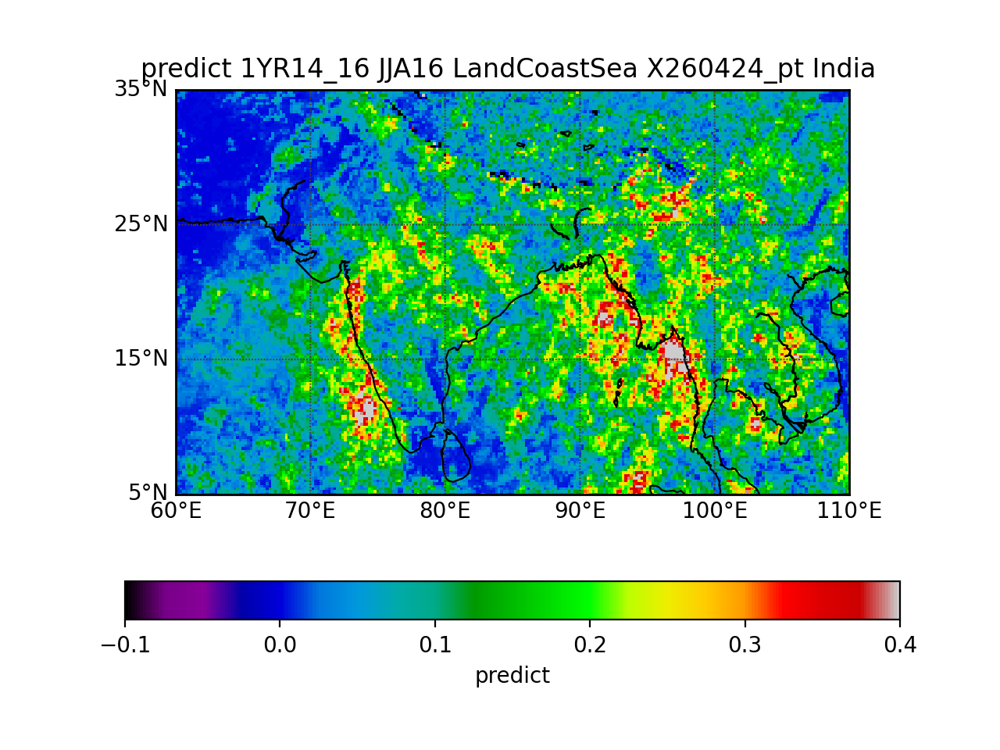 predict 1YR14_16 JJA16 LandCoastSea X260424_pt India
35°N
25°N
15°N
5°N
60°E 70°E 80°E 90°E 100°E 110°E
−0.1 0.0 0.1 0.2 0.3 0.4
predict